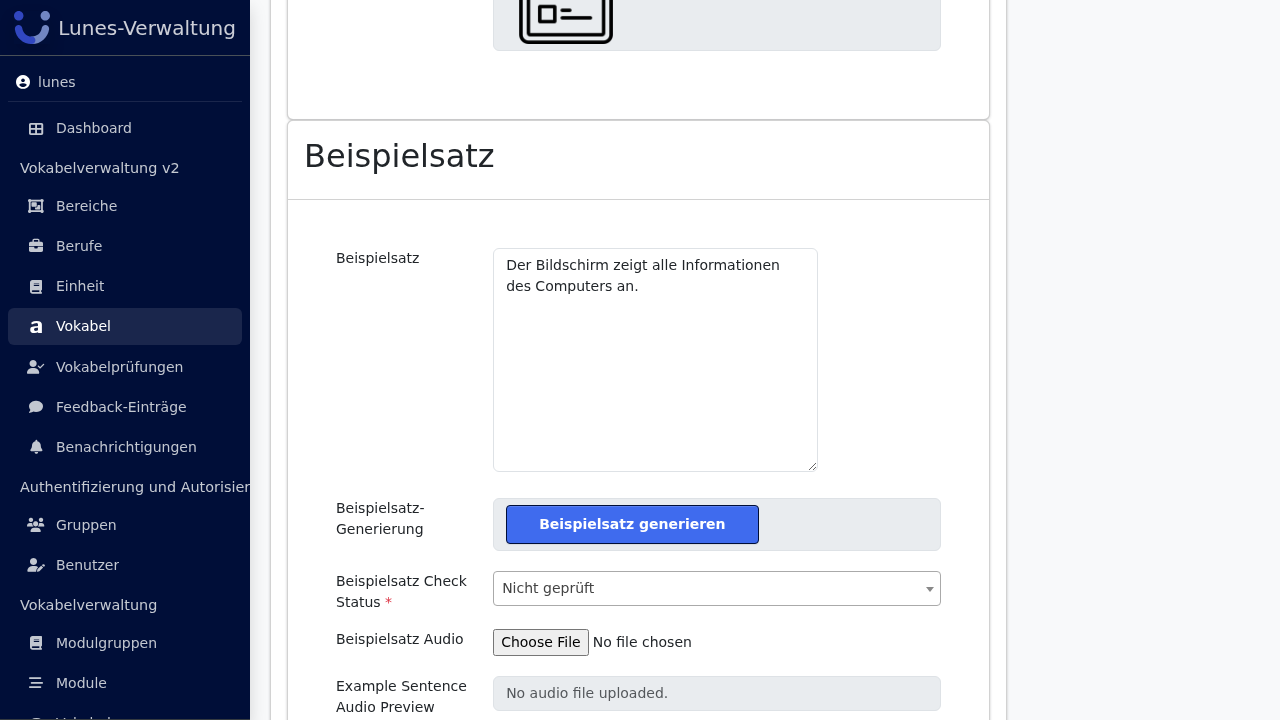 Lunes-Verwaltung
lunes
Dashboard
Vokabelverwaltung v2
Bereiche
Berufe
Einheit
Vokabel
Vokabelprüfungen
Feedback-Einträge
Benachrichtigungen
Authentifizierung und Autorisier
Gruppen
Benutzer
Vokabelverwaltung
Modulgruppen
Module
Beispielsatz
Beispielsatz
Der Bildschirm zeigt alle Informationen
des Computers an.
Beispielsatz-
Generierung
Beispielsatz generieren
Beispielsatz Check
Status *
Nicht geprüft
Beispielsatz Audio
Choose File No file chosen
Example Sentence
Audio Preview
No audio file uploaded.